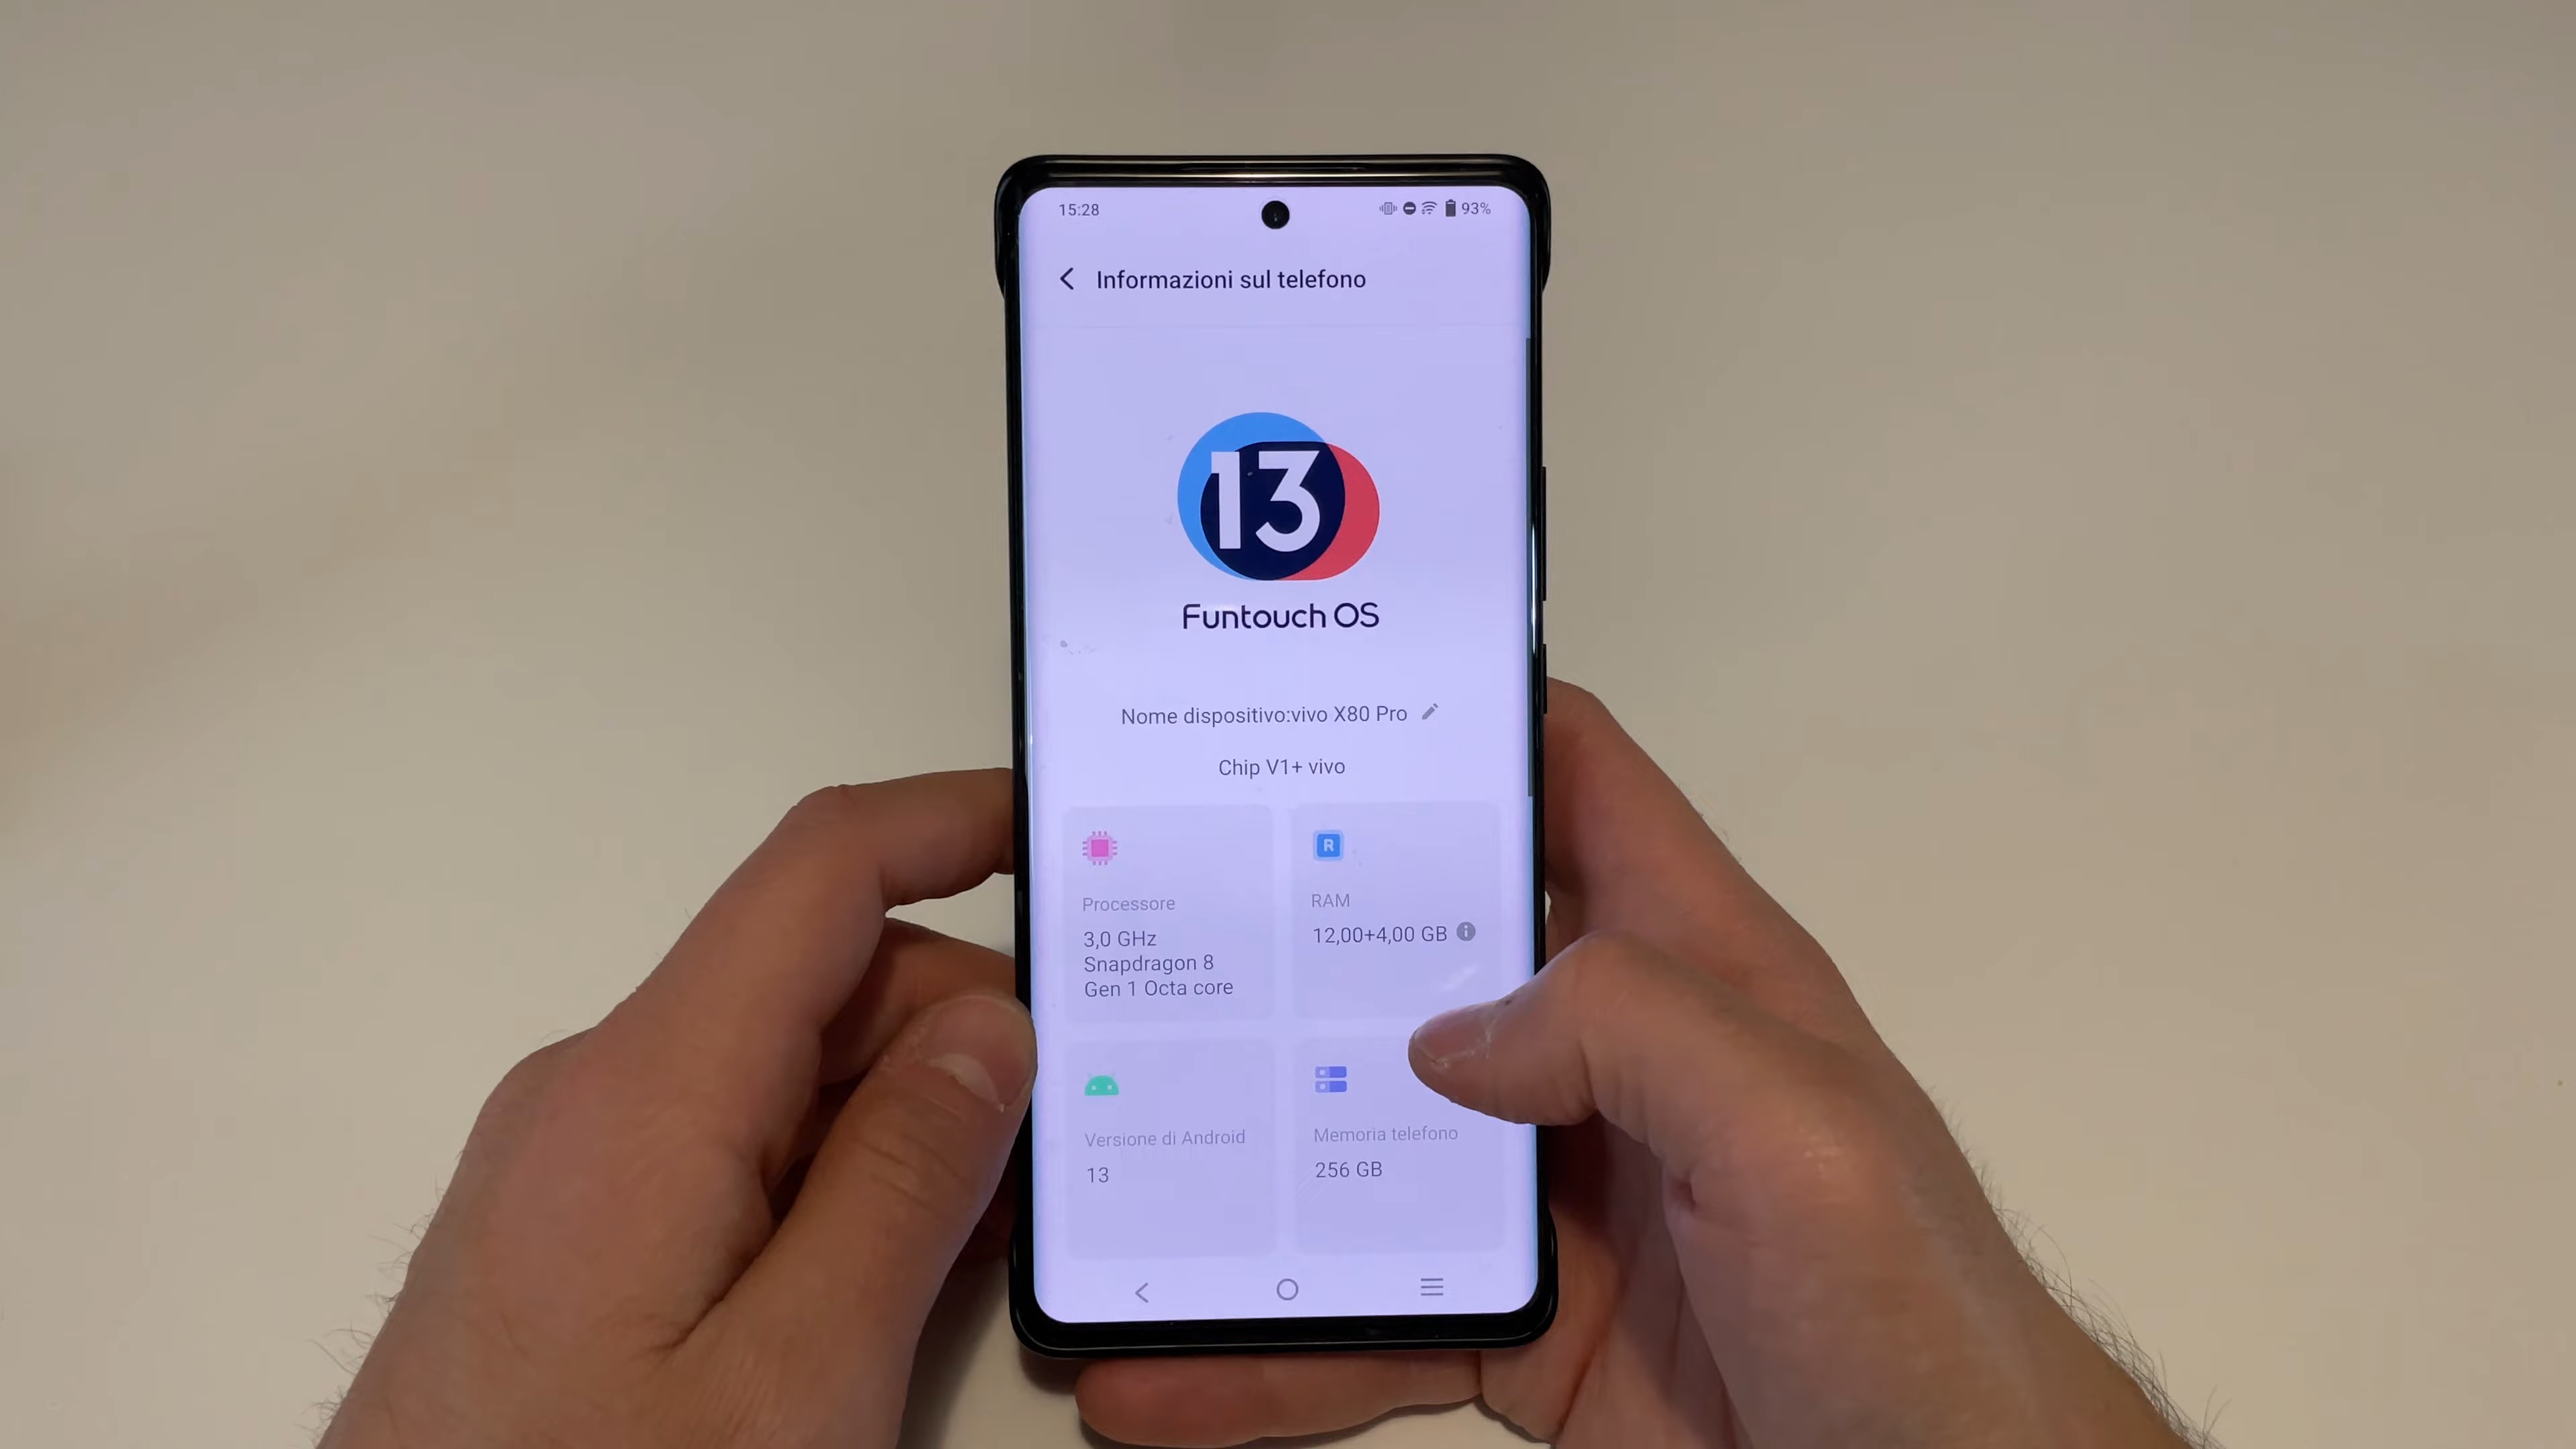 15:28
93%
Informazioni sul telefono
13
Funtouch OS
Nome dispositivo:vivo X80 Pro
Chip V1+ vivo
Processore
3,0 GHz
Snapdragon 8
Gen 1 Octa core
R
RAM
12,00+4,00 GB
Versione di Android
13
Memoria telefono
256 GB